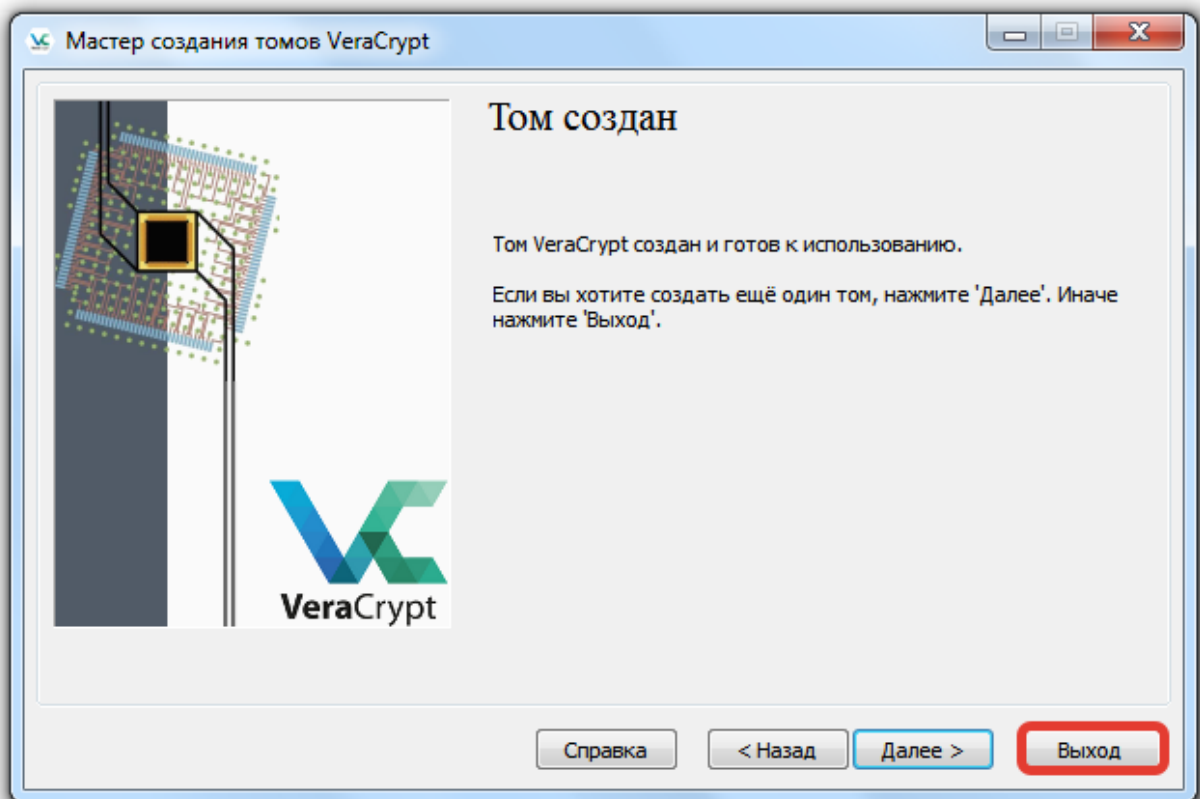 Мастер создания томов VeraCrypt
Том создан
Том VeraCrypt создан и готов к использованию.
Если вы хотите создать ещё один том, нажмите 'Далее'. Иначе
нажмите 'Выход'.
VeraCrypt
Справка
< Назад
Далее >
Выход